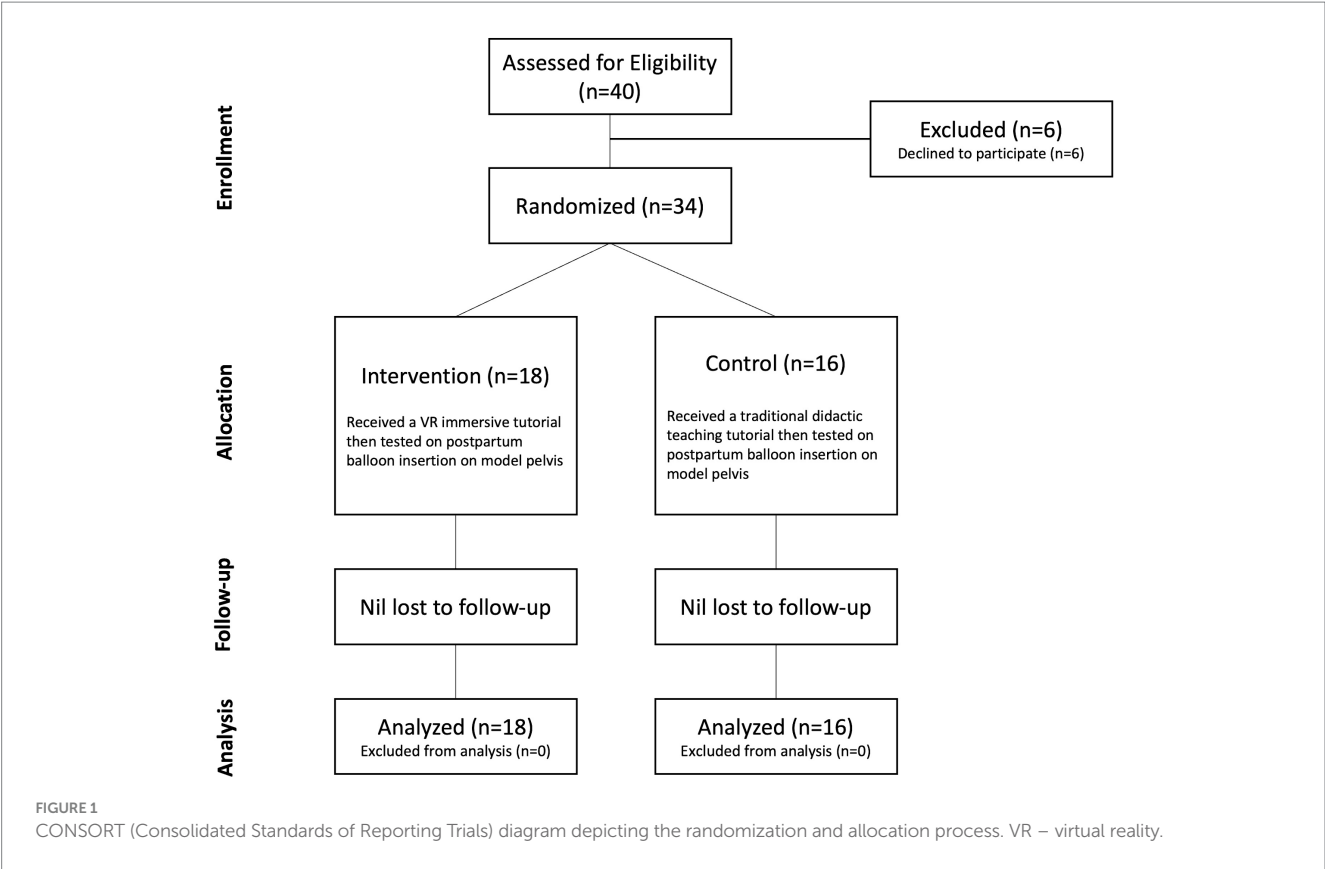 Enrollment
Assessed for Eligibility
(n=40)
Excluded (n=6)
Declined to participate (n=6)
Randomized (n=34)
Allocation
Intervention (n=18)
Received a VR immersive tutorial
then tested on postpartum
balloon insertion on model pelvis
Control (n=16)
Received a traditional didactic
teaching tutorial then tested on
postpartum balloon insertion on
model pelvis
Follow-up
Nil lost to follow-up
Nil lost to follow-up
Analysis
Analyzed (n=18)
Excluded from analysis (n=0)
Analyzed (n=16)
Excluded from analysis (n=0)
FIGURE 1
CONSORT (Consolidated Standards of Reporting Trials) diagram depicting the randomization and allocation process. VR – virtual reality.